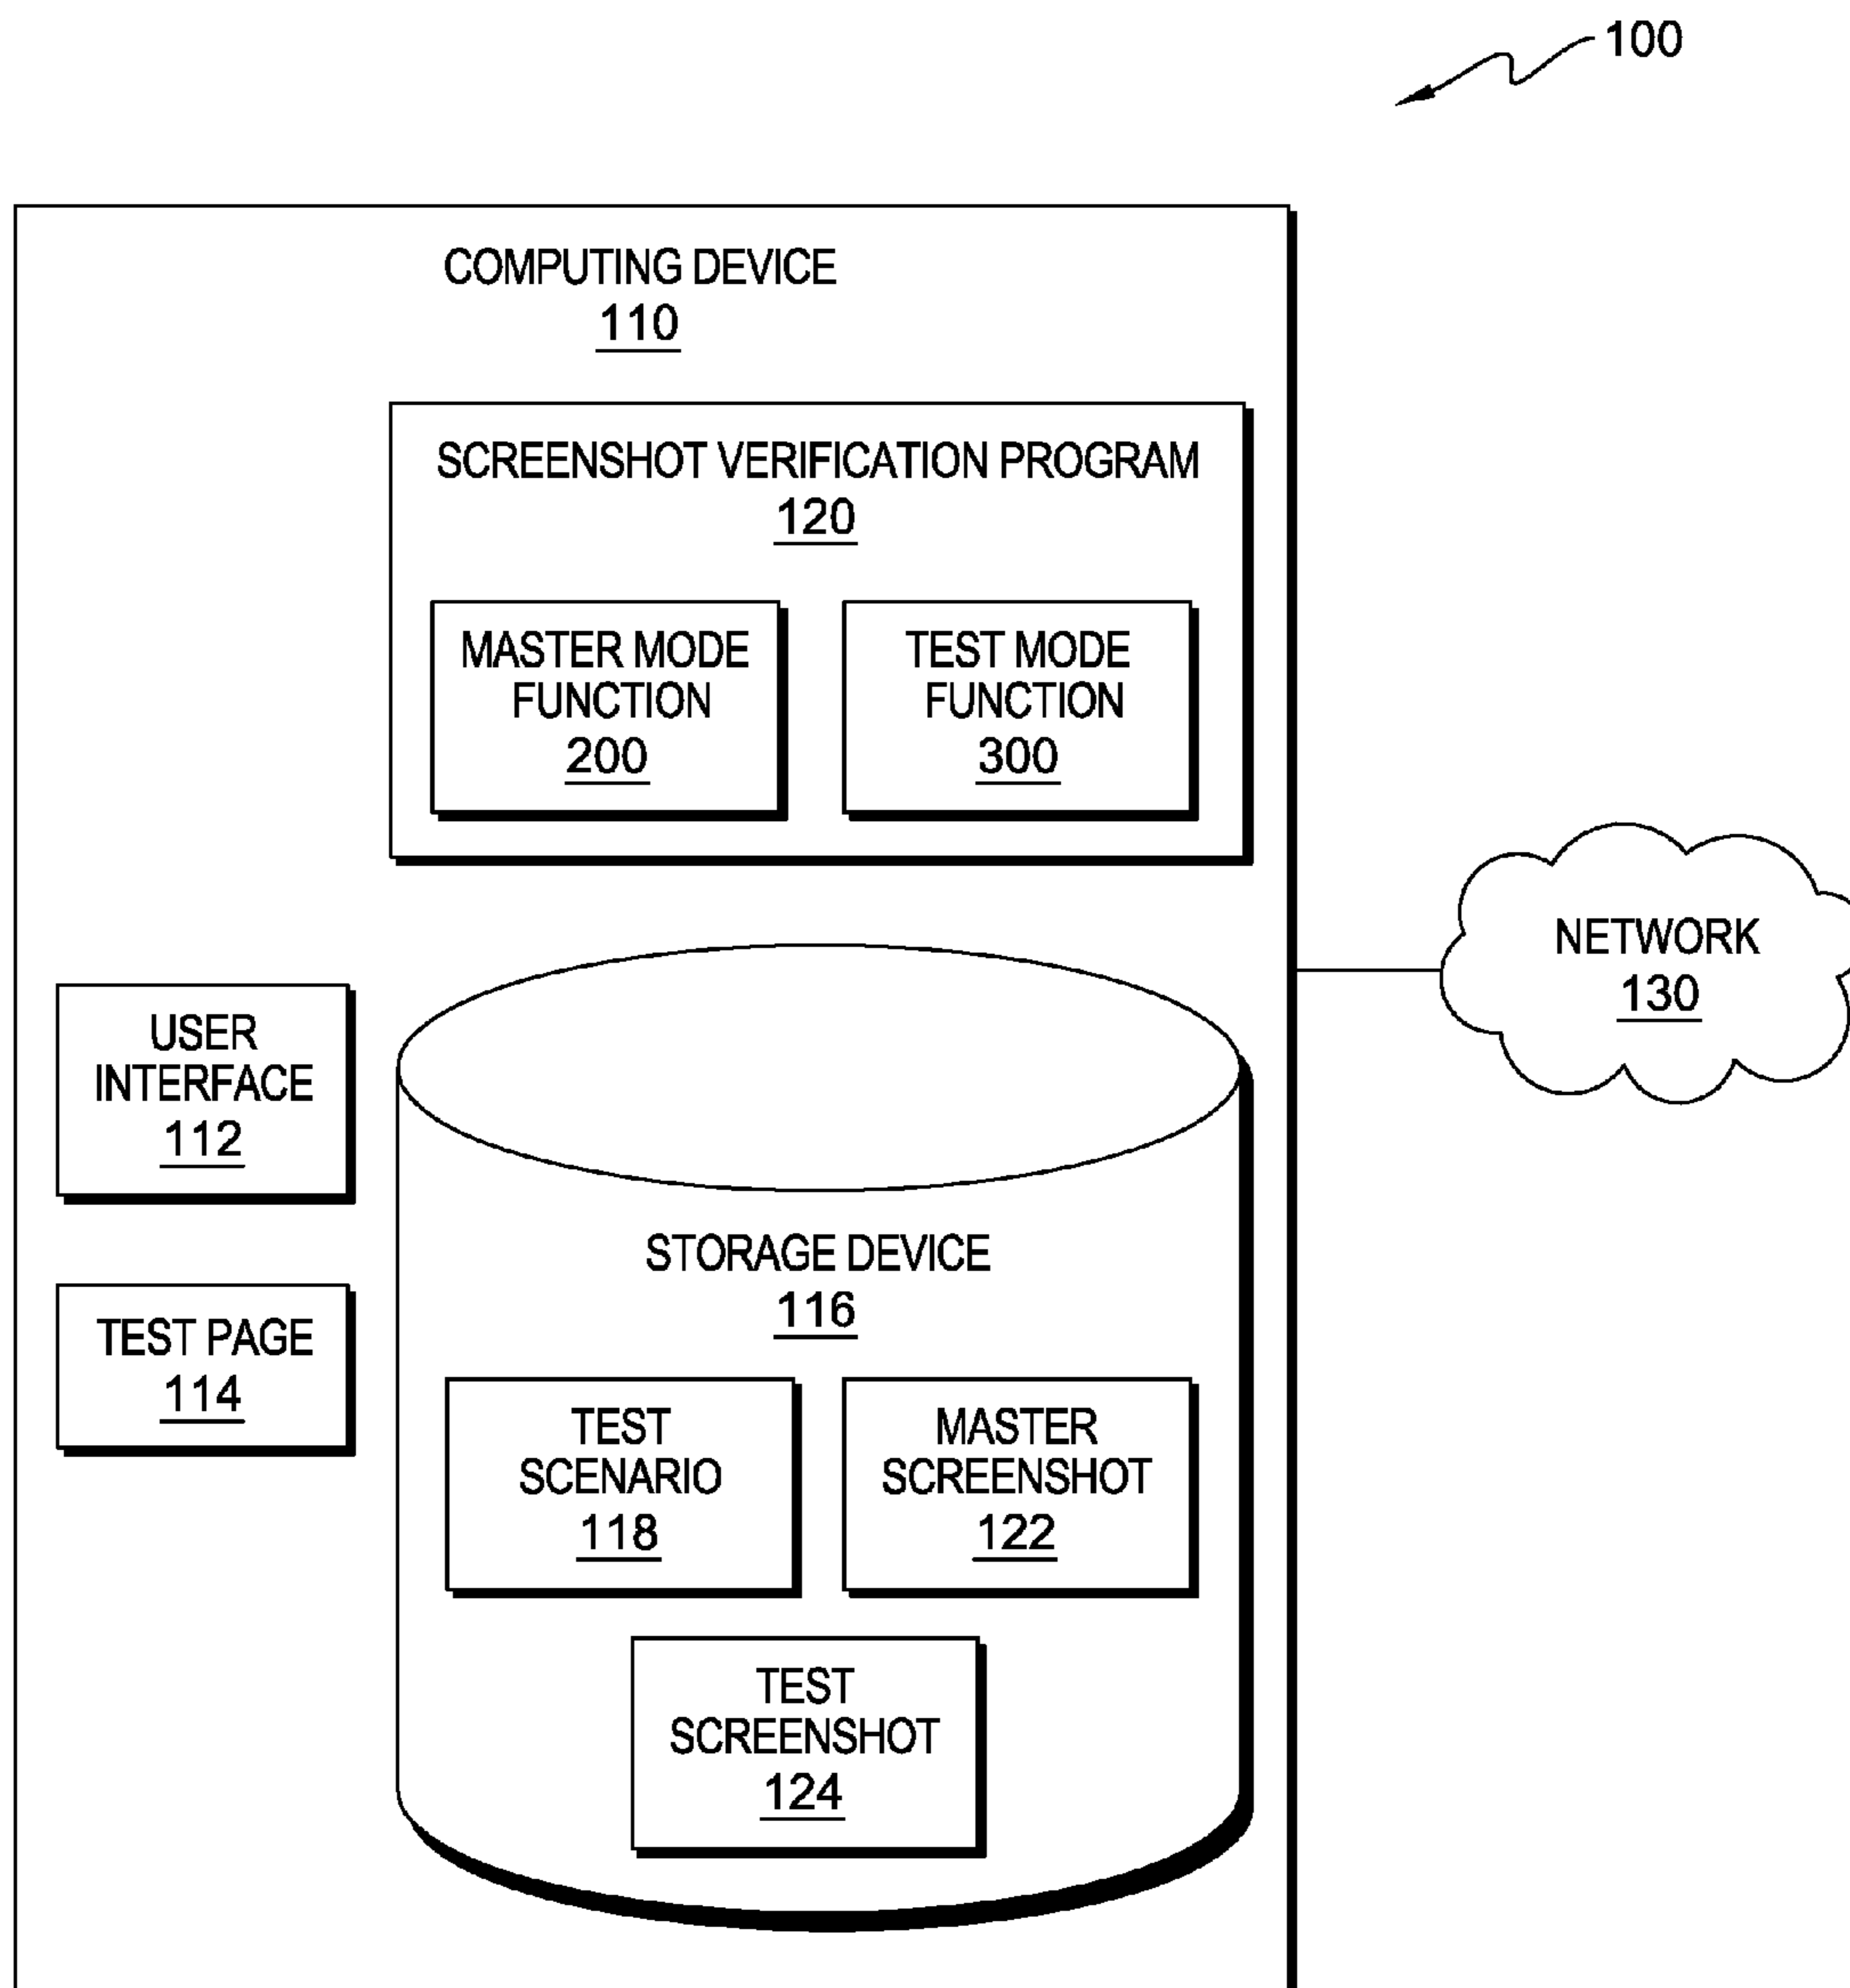 100
COMPUTING DEVICE
110
SCREENSHOT VERIFICATION PROGRAM
120
MASTER MODE
FUNCTION
200
TEST MODE
FUNCTION
300
NETWORK
130
USER
INTERFACE
112
STORAGE DEVICE
116
TEST PAGE
114
TEST
SCENARIO
118
MASTER
SCREENSHOT
122
TEST
SCREENSHOT
124